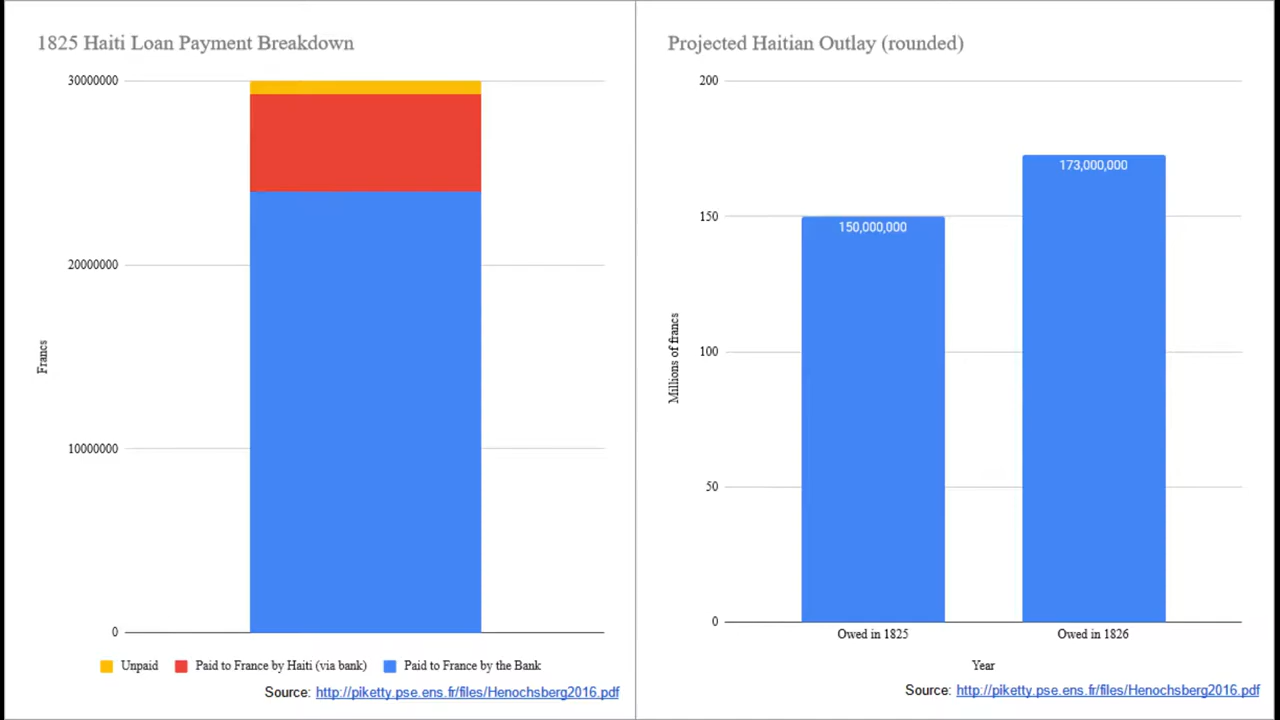 1825 Haiti Loan Payment Breakdown
30000000
20000000
10000000
0
Francs
Unpaid
Paid to France by Haiti (via bank)
Paid to France by the Bank
Source: http://piketty.pse.ens.fr/files/Henochsberg2016.pdf
Projected Haitian Outlay (rounded)
200
150
100
50
0
Millions of francs
150,000,000
173,000,000
Owed in 1825
Owed in 1826
Year
Source: http://piketty.pse.ens.fr/files/Henochsberg2016.pdf